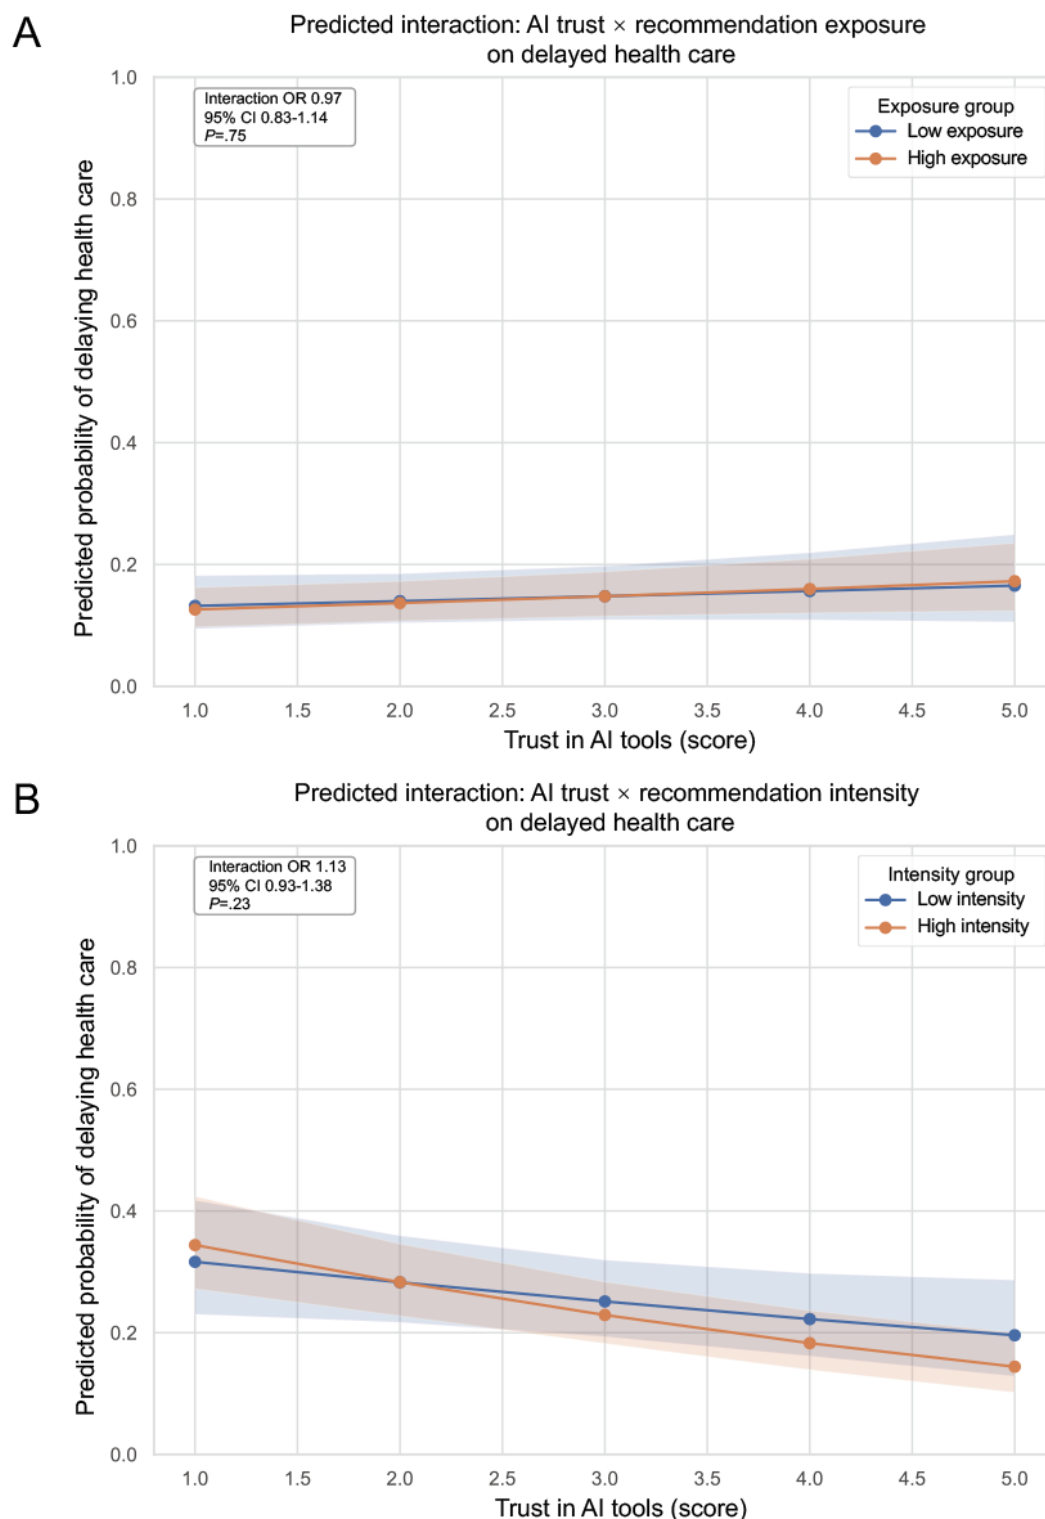 A
Predicted interaction: AI trust × recommendation exposure
on delayed health care
Interaction OR 0.97
95% CI 0.83-1.14
P=.75
Exposure group
Low exposure
High exposure
Predicted probability of delaying health care
1.0
0.8
0.6
0.4
0.2
0.0
1.0 1.5 2.0 2.5 3.0 3.5 4.0 4.5 5.0
Trust in AI tools (score)
B
Predicted interaction: AI trust × recommendation intensity
on delayed health care
Interaction OR 1.13
95% CI 0.93-1.38
P=.23
Intensity group
Low intensity
High intensity
Predicted probability of delaying health care
1.0
0.8
0.6
0.4
0.2
0.0
1.0 1.5 2.0 2.5 3.0 3.5 4.0 4.5 5.0
Trust in AI tools (score)